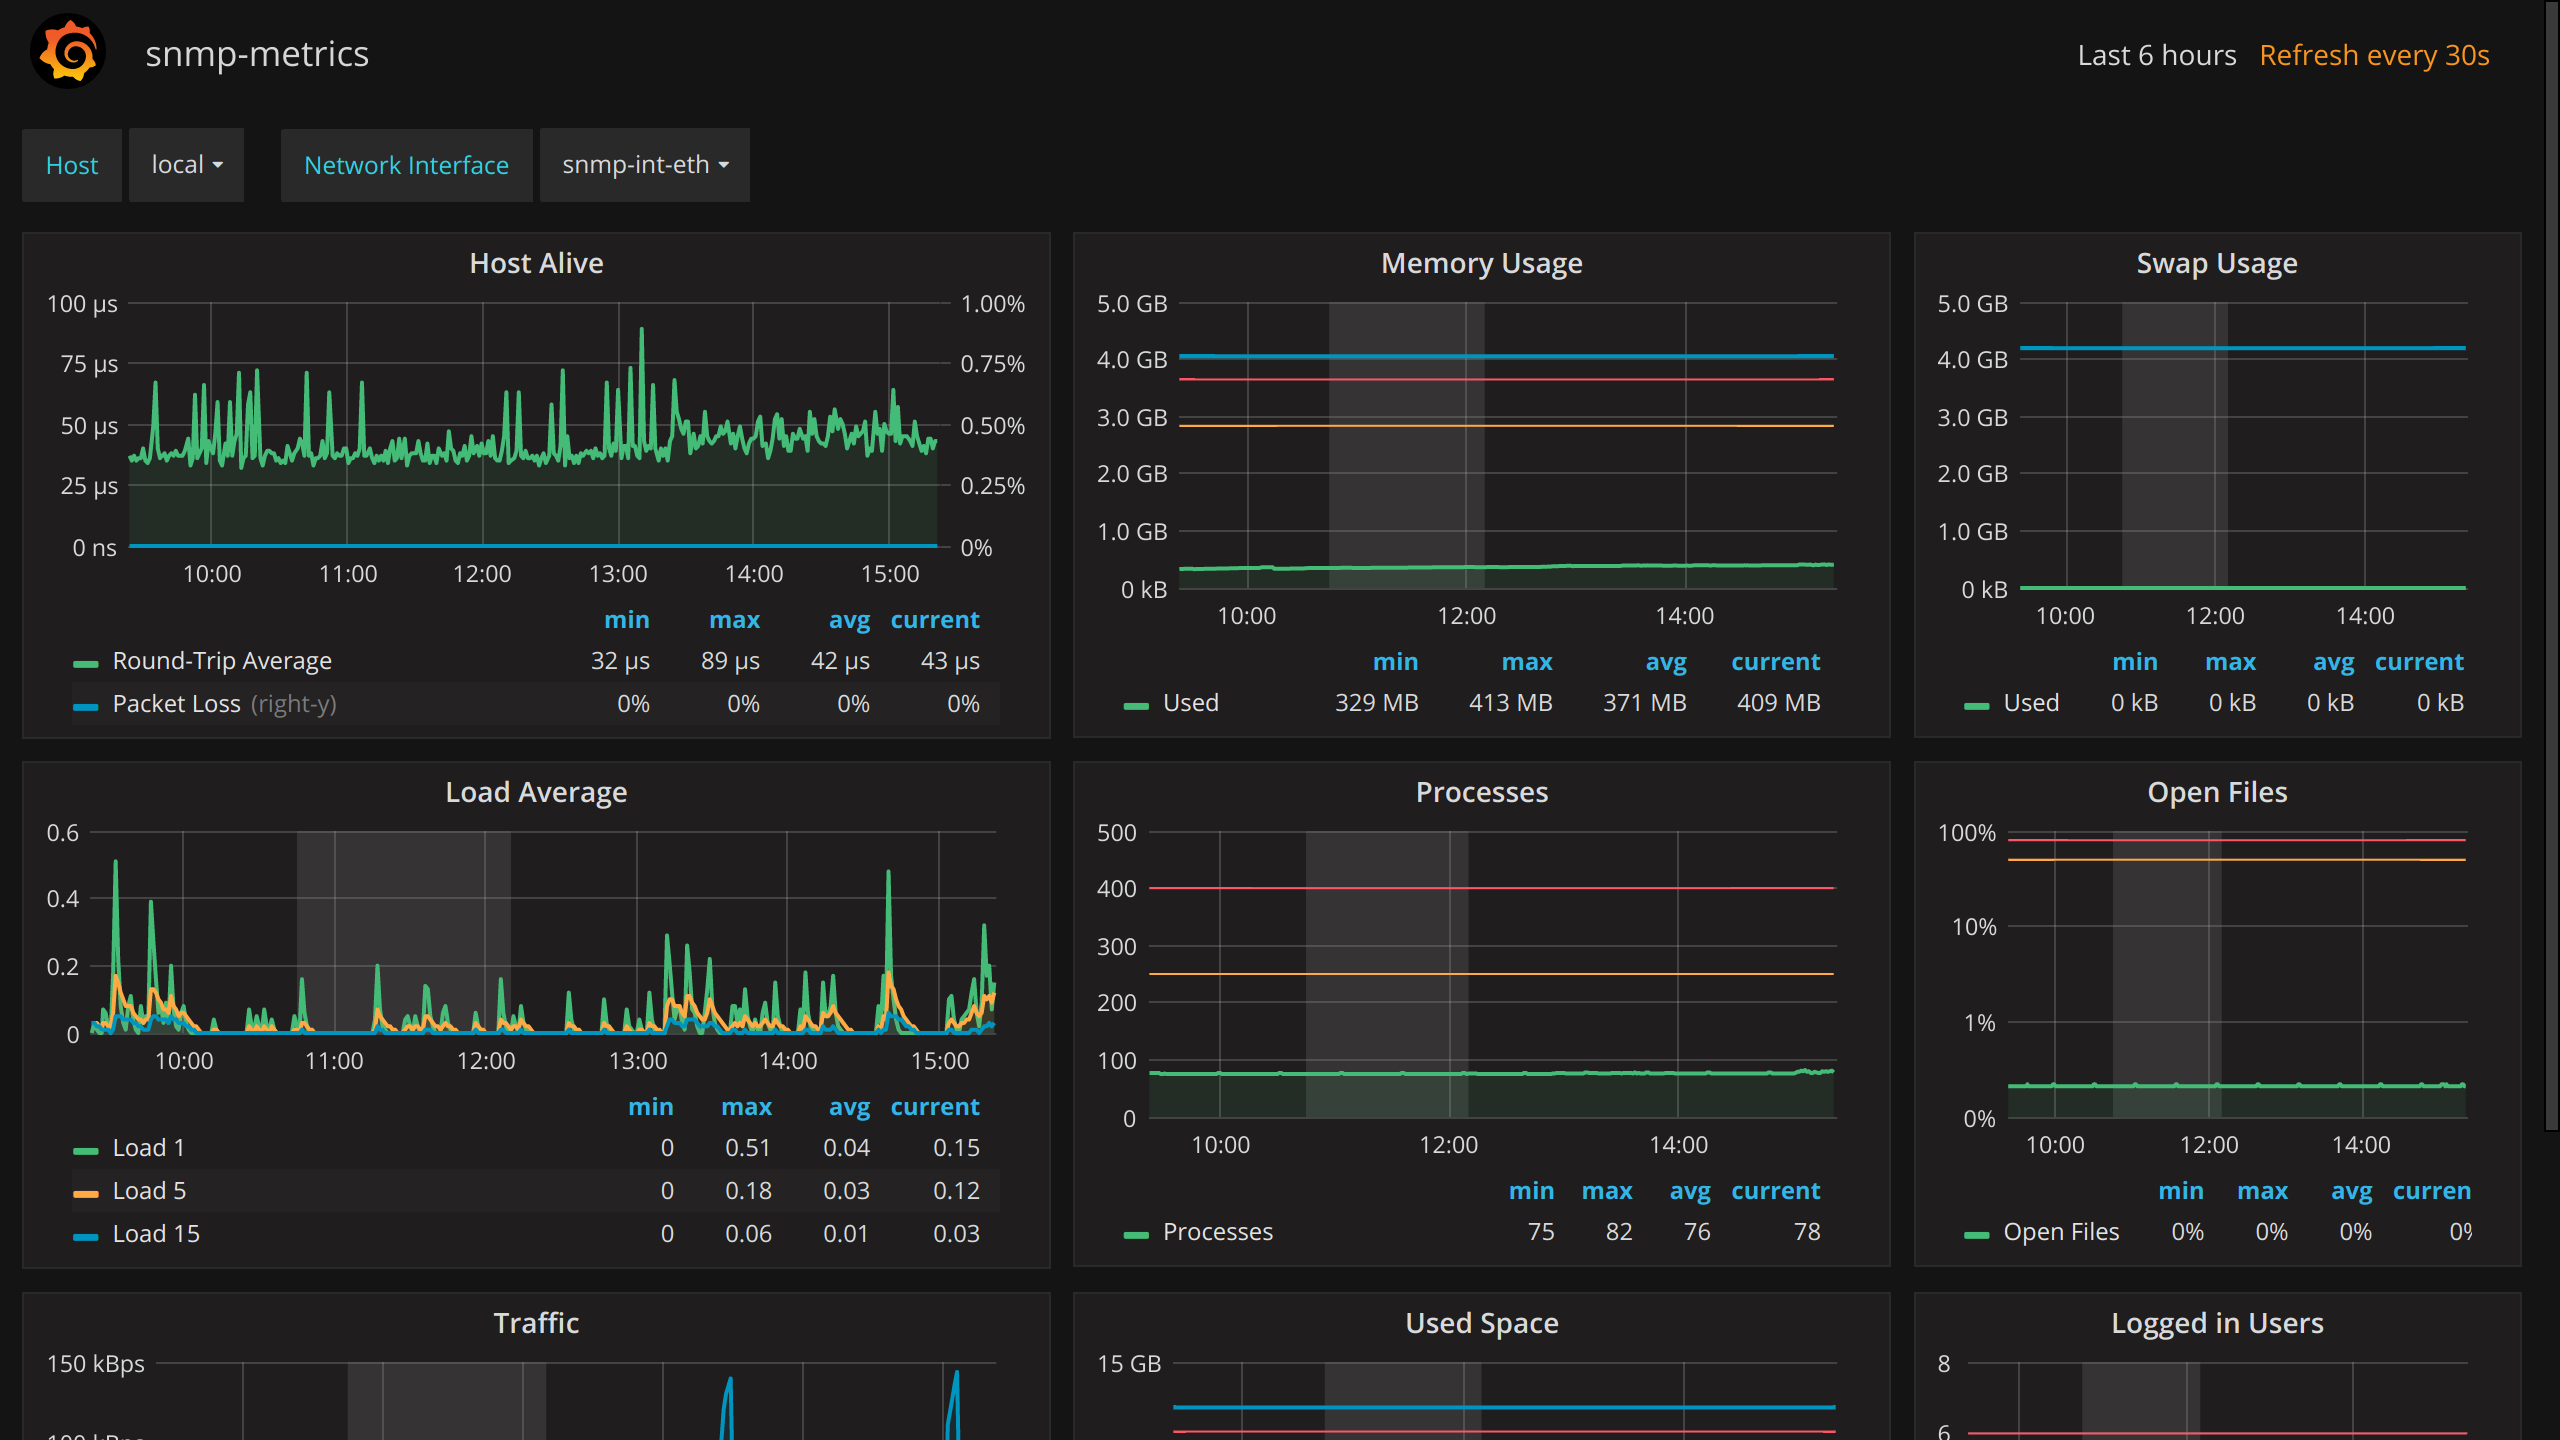 snmp-metrics
Last 6 hours Refresh every 30s
Host local Network Interface snmp-int-eth
Host Alive
100 µs 1.00%
75 µs 0.75%
50 µs 0.50%
25 µs 0.25%
0 ns 0%
10:00 11:00 12:00 13:00 14:00 15:00
min max avg current
Round-Trip Average 32 µs 89 µs 42 µs 43 µs
Packet Loss (right-y) 0% 0% 0% 0%
Memory Usage
5.0 GB
4.0 GB
3.0 GB
2.0 GB
1.0 GB
0 kB
10:00 12:00 14:00
min max avg current
Used 329 MB 413 MB 371 MB 409 MB
Swap Usage
5.0 GB
4.0 GB
3.0 GB
2.0 GB
1.0 GB
0 kB
10:00 12:00 14:00
min max avg current
Used 0 kB 0 kB 0 kB 0 kB
Load Average
0.6
0.4
0.2
0
10:00 11:00 12:00 13:00 14:00 15:00
min max avg current
Load 1 0 0.51 0.04 0.15
Load 5 0 0.18 0.03 0.12
Load 15 0 0.06 0.01 0.03
Processes
500
400
300
200
100
0
10:00 12:00 14:00
min max avg current
Processes 75 82 76 78
Open Files
100%
10%
1%
0%
10:00 12:00 14:00
min max avg curren
Open Files 0% 0% 0% 0%
Traffic
150 kBps
Used Space
15 GB
Logged in Users
8
6